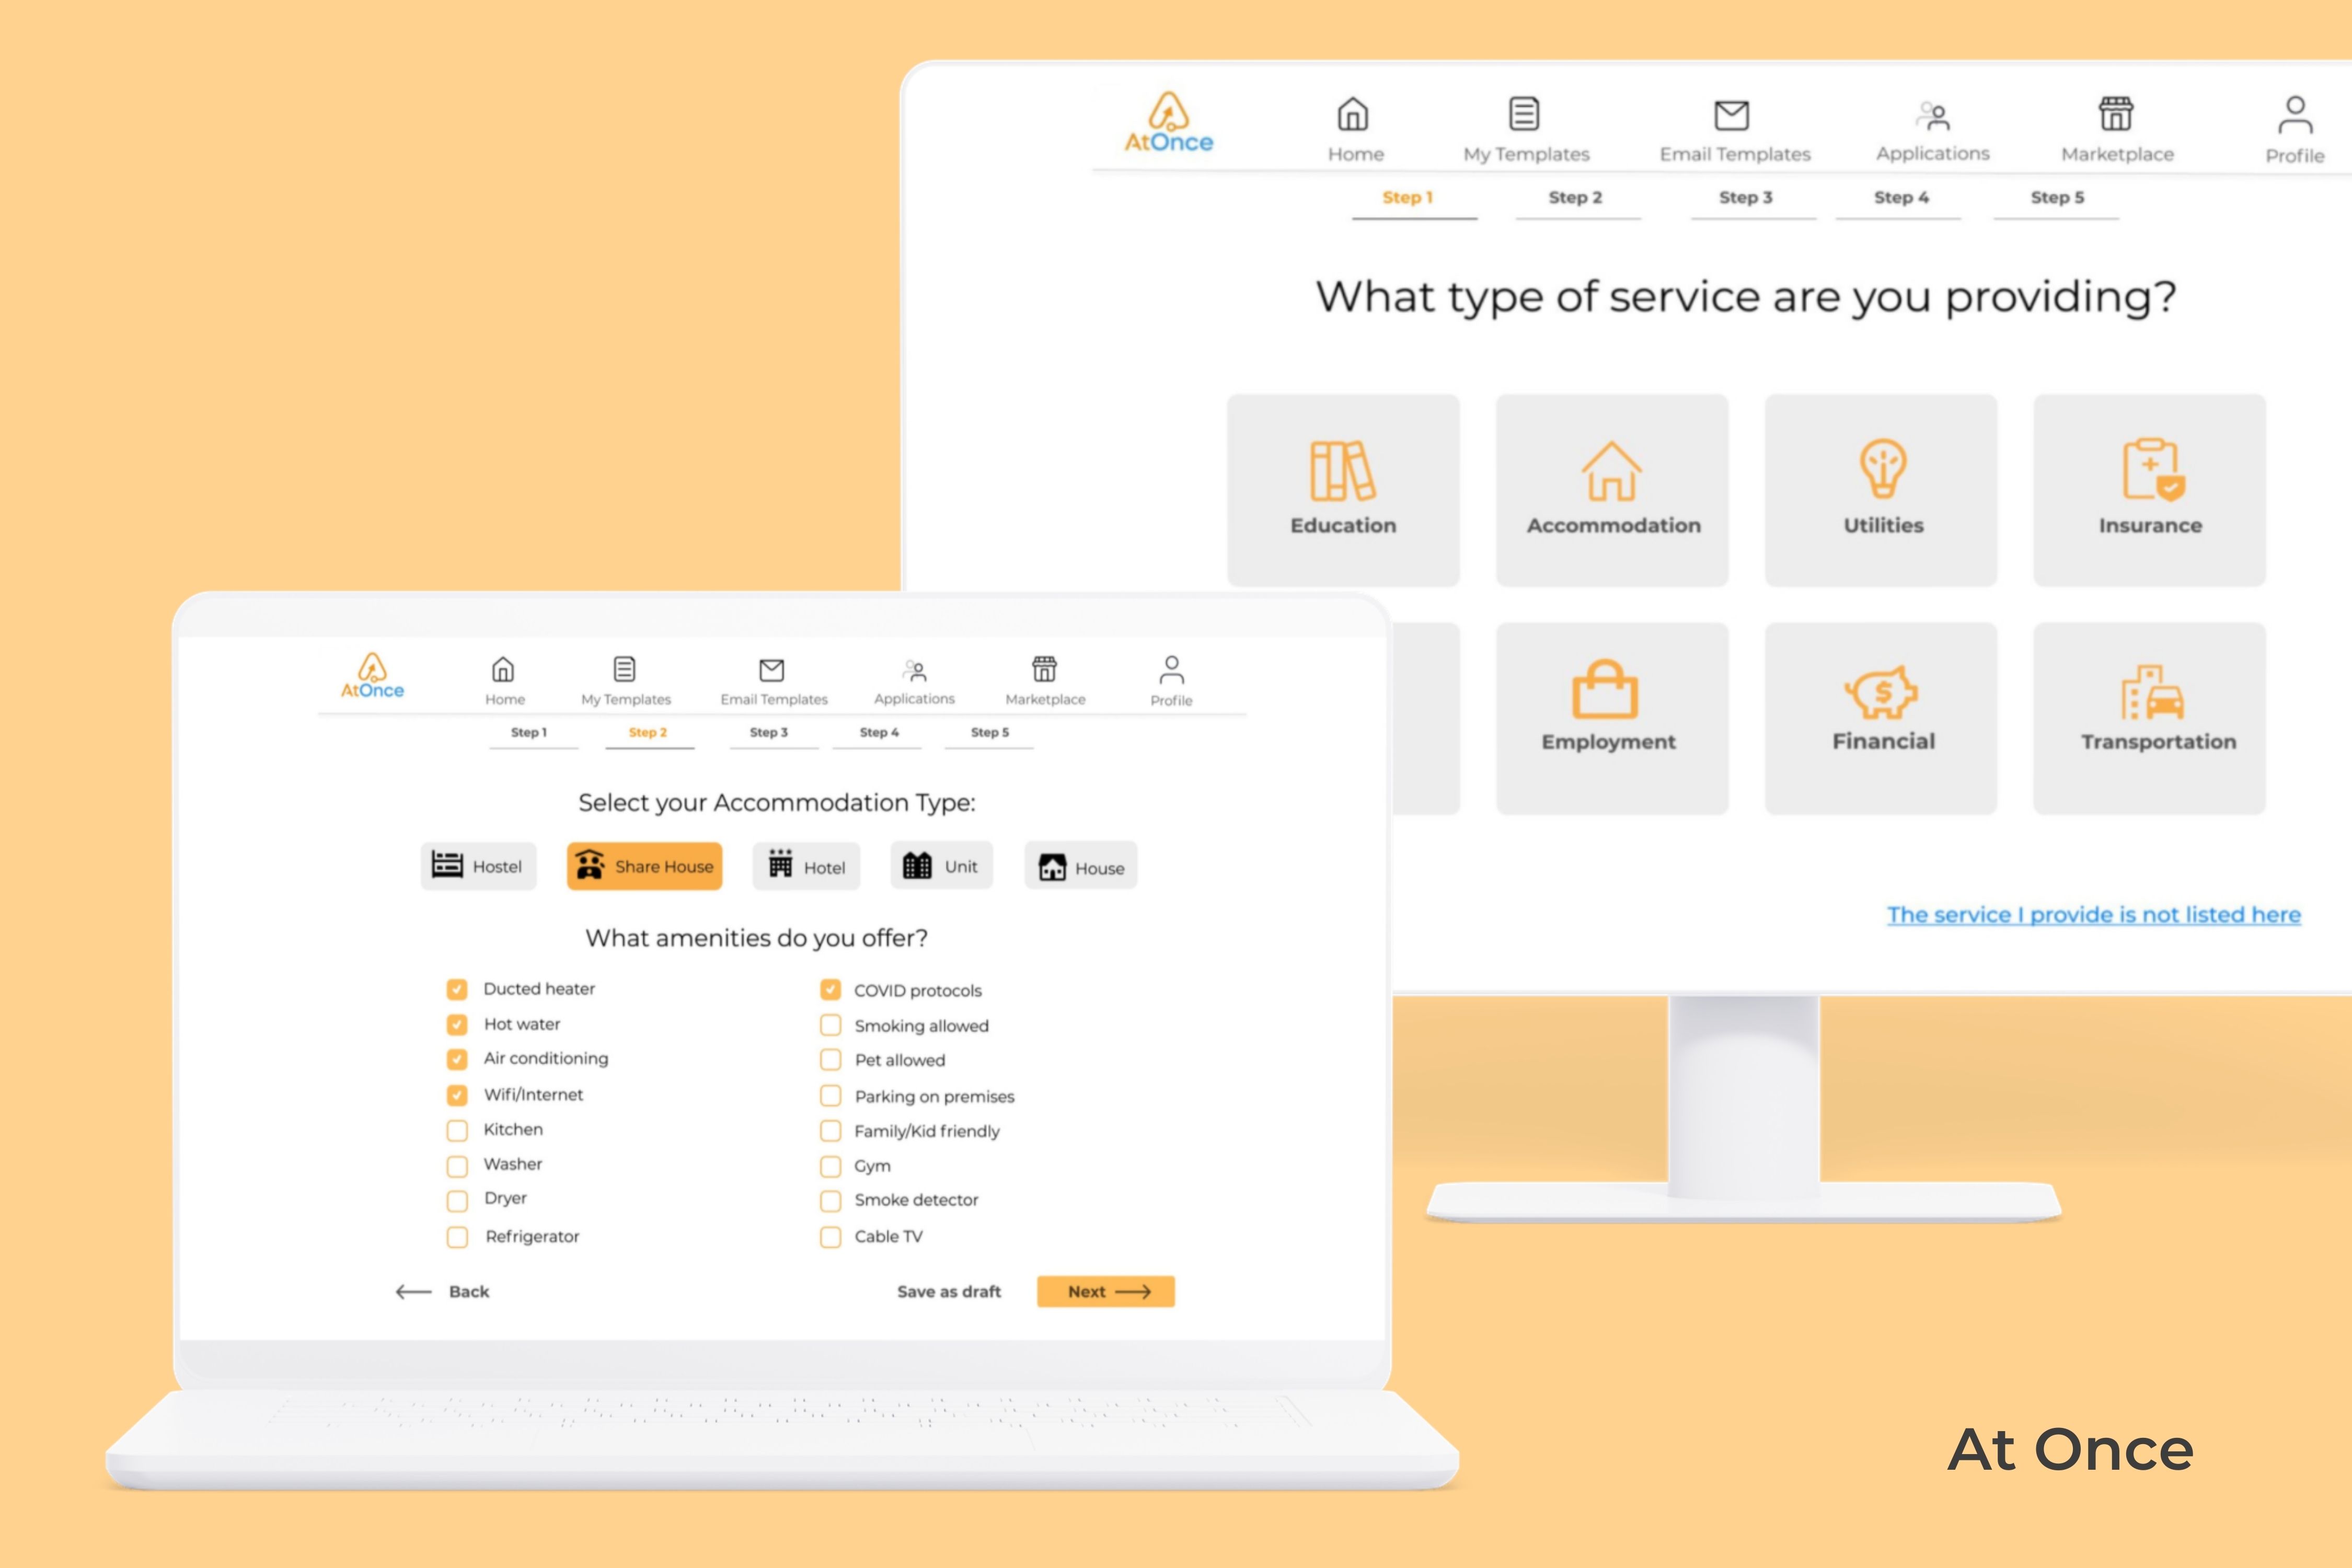 AtOnce
Home
My Templates
Email Templates
Applications
Marketplace
Profile
Step 1
Step 2
Step 3
Step 4
Step 5
What type of service are you providing?
Education
Accommodation
Utilities
Insurance
Employment
Financial
Transportation
The service I provide is not listed here
AtOnce
Home
My Templates
Email Templates
Applications
Marketplace
Profile
Step 1
Step 2
Step 3
Step 4
Step 5
Select your Accommodation Type:
Hostel
Share House
Hotel
Unit
House
What amenities do you offer?
Ducted heater
Hot water
Air conditioning
Wifi/Internet
Kitchen
Washer
Dryer
Refrigerator
COVID protocols
Smoking allowed
Pet allowed
Parking on premises
Family/Kid friendly
Gym
Smoke detector
Cable TV
Back
Save as draft
Next
At Once